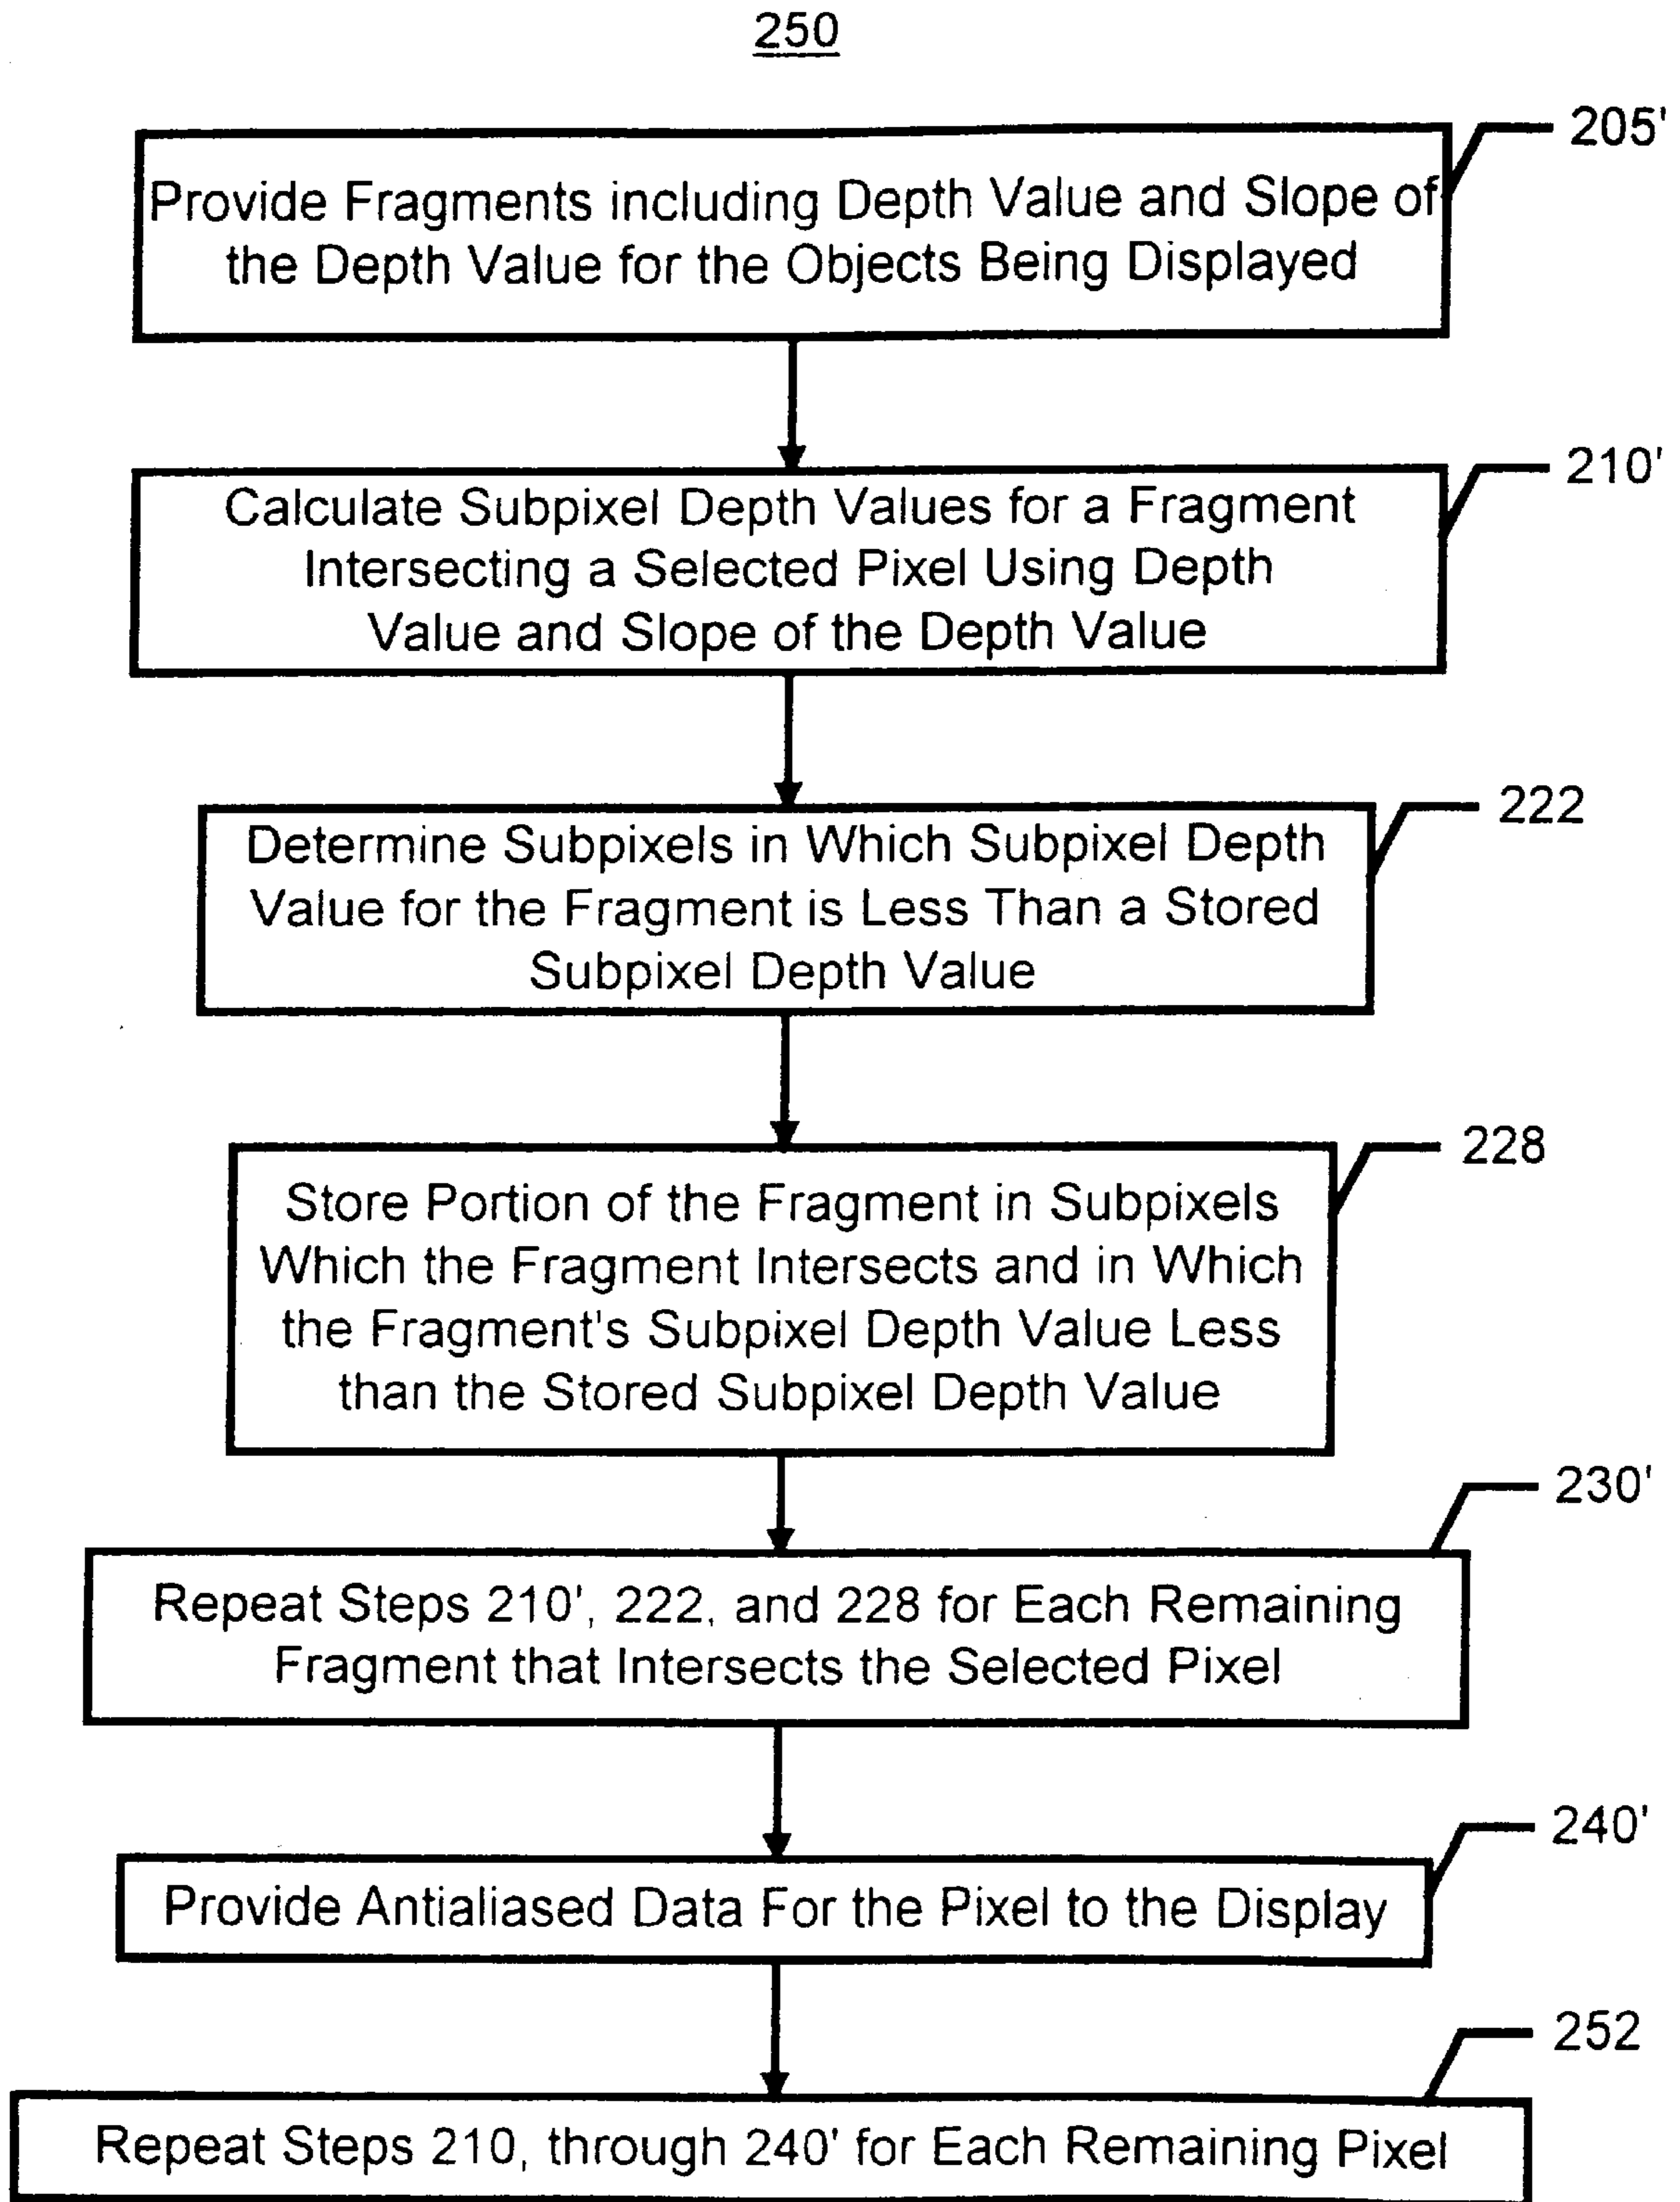 250
205'
Provide Fragments including Depth Value and Slope of
the Depth Value for the Objects Being Displayed
210'
Calculate Subpixel Depth Values for a Fragment
Intersecting a Selected Pixel Using Depth
Value and Slope of the Depth Value
222
Determine Subpixels in Which Subpixel Depth
Value for the Fragment is Less Than a Stored
Subpixel Depth Value
228
Store Portion of the Fragment in Subpixels
Which the Fragment Intersects and in Which
the Fragment's Subpixel Depth Value Less
than the Stored Subpixel Depth Value
230'
Repeat Steps 210', 222, and 228 for Each Remaining
Fragment that Intersects the Selected Pixel
240'
Provide Antialiased Data For the Pixel to the Display
252
Repeat Steps 210, through 240' for Each Remaining Pixel